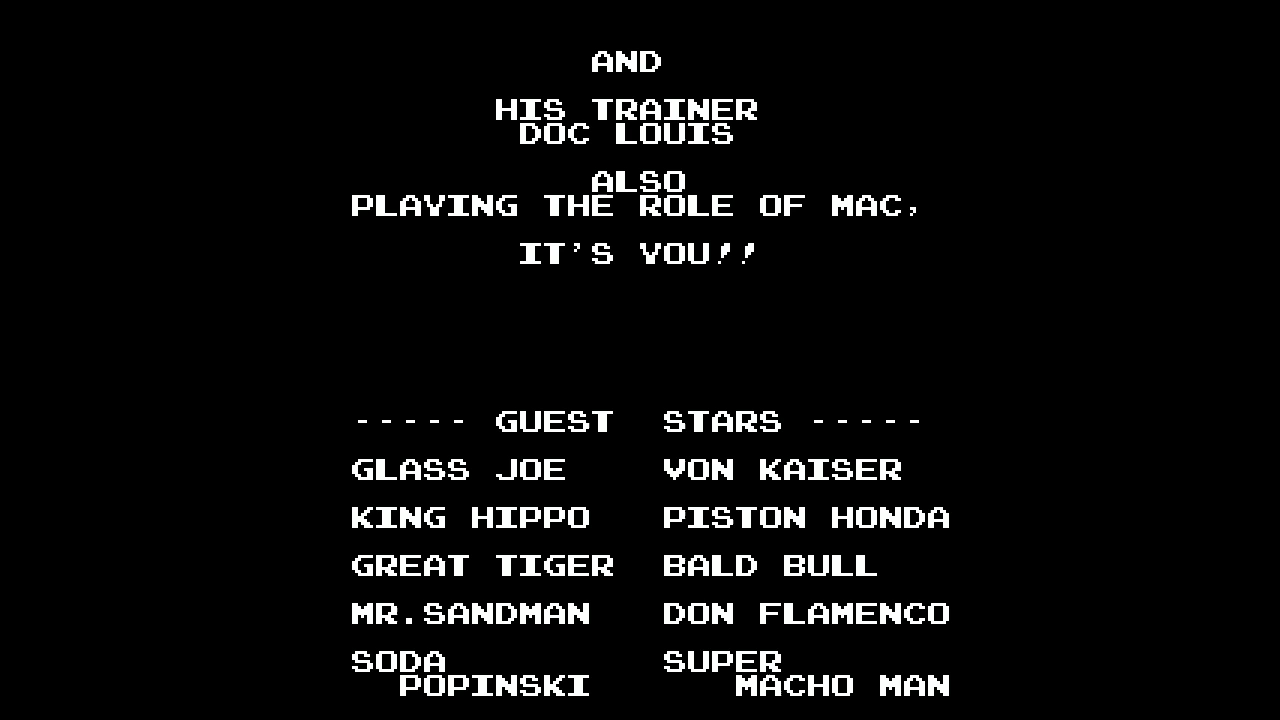 AND
HIS TRAINER
DOC LOUIS
ALSO
PLAYING THE ROLE OF MAC,
IT'S YOU!!
----- GUEST STARS -----
GLASS JOE VON KAISER
KING HIPPO PISTON HONDA
GREAT TIGER BALD BULL
MR.SANDMAN DON FLAMENCO
SODA SUPER
POPINSKI MACHO MAN